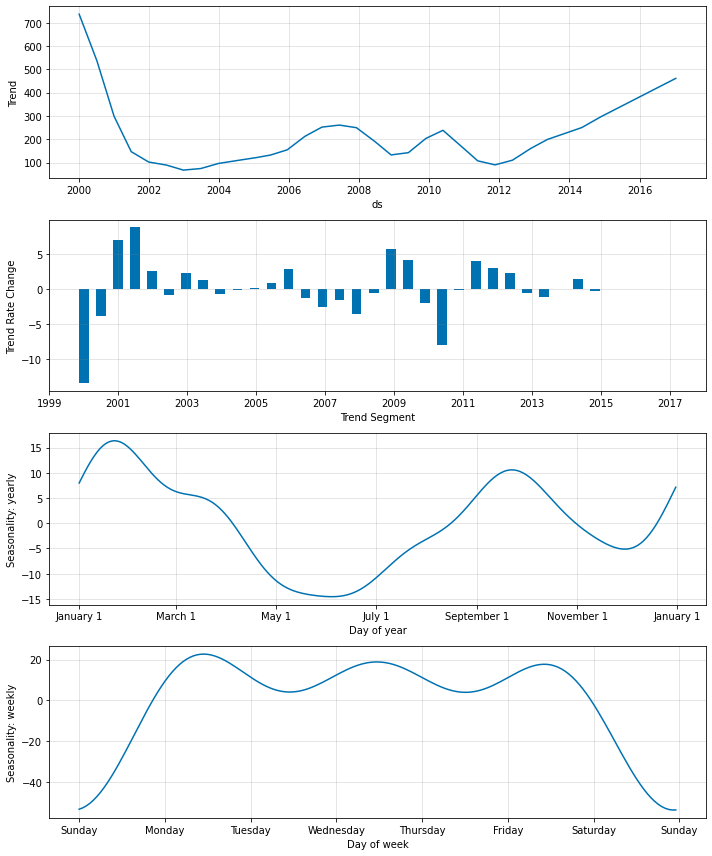 700
600
500
400
300
200
100
Trend
2000 2002 2004 2006 2008 2010 2012 2014 2016
ds
5
0
−5
−10
Trend Rate Change
1999 2001 2003 2005 2007 2009 2011 2013 2015 2017
Trend Segment
15
10
5
0
−5
−10
−15
Seasonality: yearly
January 1 March 1 May 1 July 1 September 1 November 1 January 1
Day of year
20
0
−20
−40
Seasonality: weekly
Sunday Monday Tuesday Wednesday Thursday Friday Saturday Sunday
Day of week